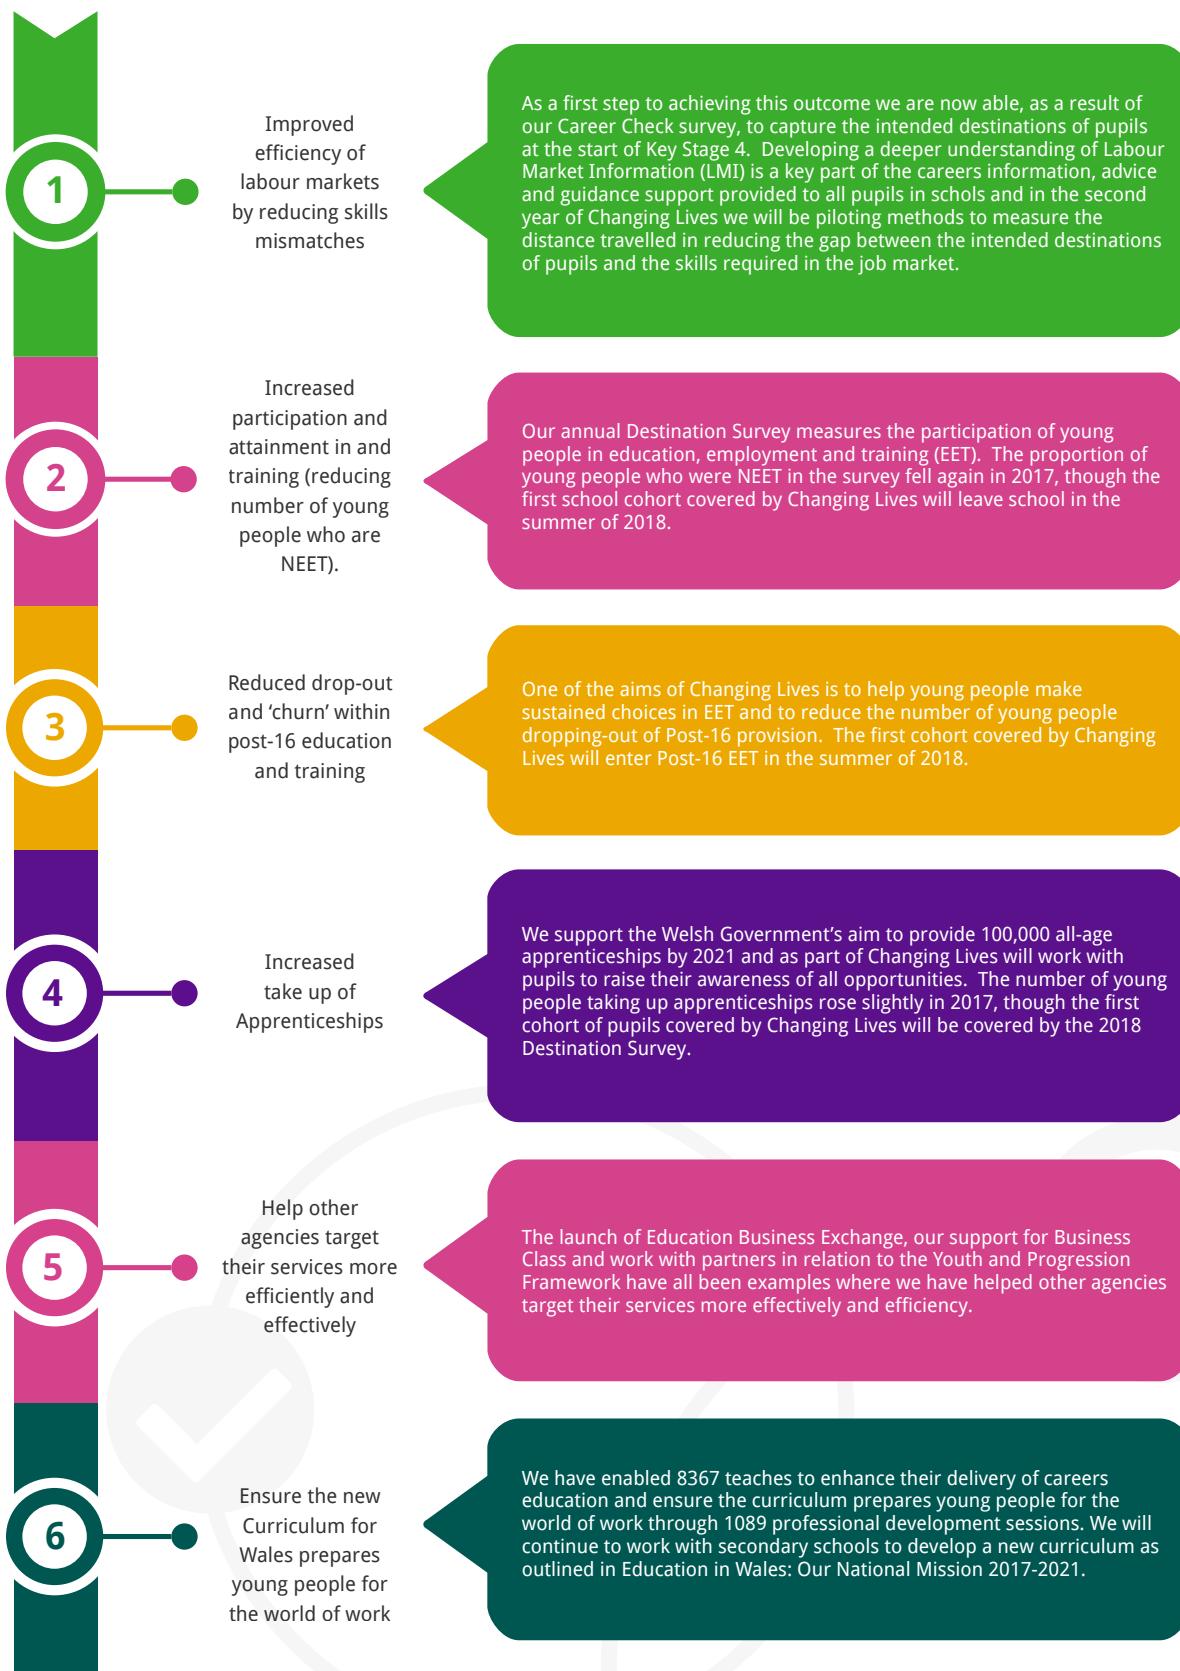 1
Improved
efficiency of
labour markets
by reducing skills
mismatches
As a first step to achieving this outcome we are now able, as a result of
our Career Check survey, to capture the intended destinations of pupils
at the start of Key Stage 4.  Developing a deeper understanding of Labour
Market Information (LMI) is a key part of the careers information, advice
and guidance support provided to all pupils in schols and in the second
year of Changing Lives we will be piloting methods to measure the
distance travelled in reducing the gap between the intended destinations
of pupils and the skills required in the job market.
2
Increased
participation and
attainment in and
training (reducing
number of young
people who are
NEET).
Our annual Destination Survey measures the participation of young
people in education, employment and training (EET).  The proportion of
young people who were NEET in the survey fell again in 2017, though the
first school cohort covered by Changing Lives will leave school in the
summer of 2018.
3
Reduced drop-out
and ‘churn’ within
post-16 education
and training
One of the aims of Changing Lives is to help young people make
sustained choices in EET and to reduce the number of young people
dropping-out of Post-16 provision.  The first cohort covered by Changing
Lives will enter Post-16 EET in the summer of 2018.
4
Increased
take up of
Apprenticeships
We support the Welsh Government’s aim to provide 100,000 all-age
apprenticeships by 2021 and as part of Changing Lives will work with
pupils to raise their awareness of all opportunities.  The number of young
people taking up apprenticeships rose slightly in 2017, though the first
cohort of pupils covered by Changing Lives will be covered by the 2018
Destination Survey.
5
Help other
agencies target
their services more
efficiently and
effectively
The launch of Education Business Exchange, our support for Business
Class and work with partners in relation to the Youth and Progression
Framework have all been examples where we have helped other agencies
target their services more effectively and efficiency.
6
Ensure the new
Curriculum for
Wales prepares
young people for
the world of work
We have enabled 8367 teaches to enhance their delivery of careers
education and ensure the curriculum prepares young people for the
world of work through 1089 professional development sessions. We will
continue to work with secondary schools to develop a new curriculum as
outlined in Education in Wales: Our National Mission 2017-2021.